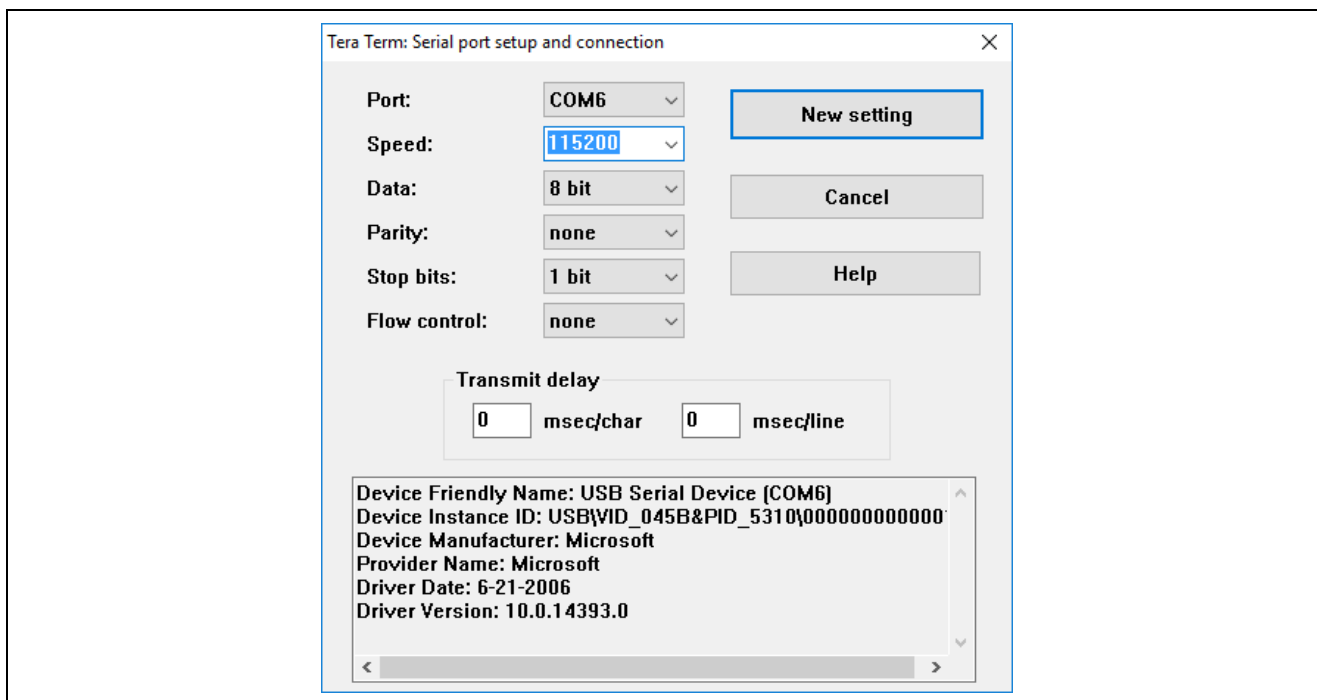 Tera Term: Serial port setup and connection
Port: COM6
New setting
Speed: 115200
Data: 8 bit
Cancel
Parity: none
Stop bits: 1 bit
Help
Flow control: none
Transmit delay
0 msec/char 0 msec/line
Device Friendly Name: USB Serial Device (COM6)
Device Instance ID: USB\VID_045B&PID_5310\000000000000
Device Manufacturer: Microsoft
Provider Name: Microsoft
Driver Date: 6-21-2006
Driver Version: 10.0.14393.0